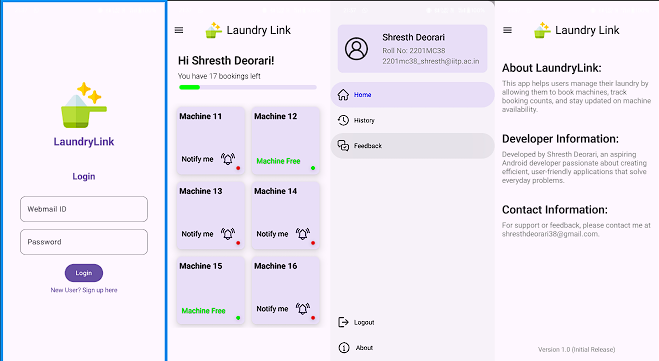 LaundryLink
Login
Webmail ID
Password
Login
New User? Sign up here
Laundry Link
Hi Shresth Deorari!
You have 17 bookings left
Machine 11
Notify me
Machine 12
Machine Free
Machine 13
Notify me
Machine 14
Notify me
Machine 15
Machine Free
Machine 16
Notify me
Shresth Deorari
Roll No: 2201MC38
2201mc38_shresth@iitp.ac.in
Home
History
Feedback
Logout
About
Laundry Link
About LaundryLink:
This app helps users manage their laundry by
allowing them to book machines, track
booking counts, and stay updated on machine
availability.
Developer Information:
Developed by Shresth Deorari, an aspiring
Android developer passionate about creating
efficient, user-friendly applications that solve
everyday problems.
Contact Information:
For support or feedback, please contact me at
shresthdeorari38@gmail.com.
Version 1.0 (Initial Release)